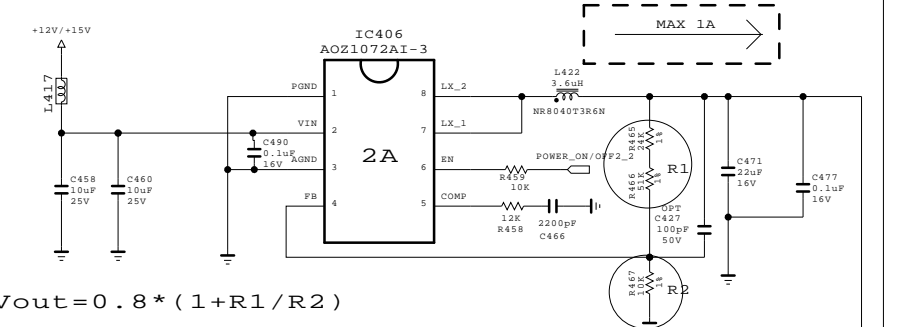 MAX 1A
+12V/+15V
IC406
AOZ1072AI-3
L417
L422
3.6uH
NR8040T3R6N
PGND
1
8
LX_2
VIN
2
7
LX_1
AGND
3
6
EN
FB
4
5
COMP
2A
C490
0.1uF
16V
C458
10uF
25V
C460
10uF
25V
POWER_ON/OFF2_2
R459
10K
12K
R458
2200pF
C466
R465
24K
1%
R466
51K
1%
R1
OPT
C427
100pF
50V
C471
22uF
16V
C477
0.1uF
16V
R467
10K
1%
R2
Vout=0.8*(1+R1/R2)